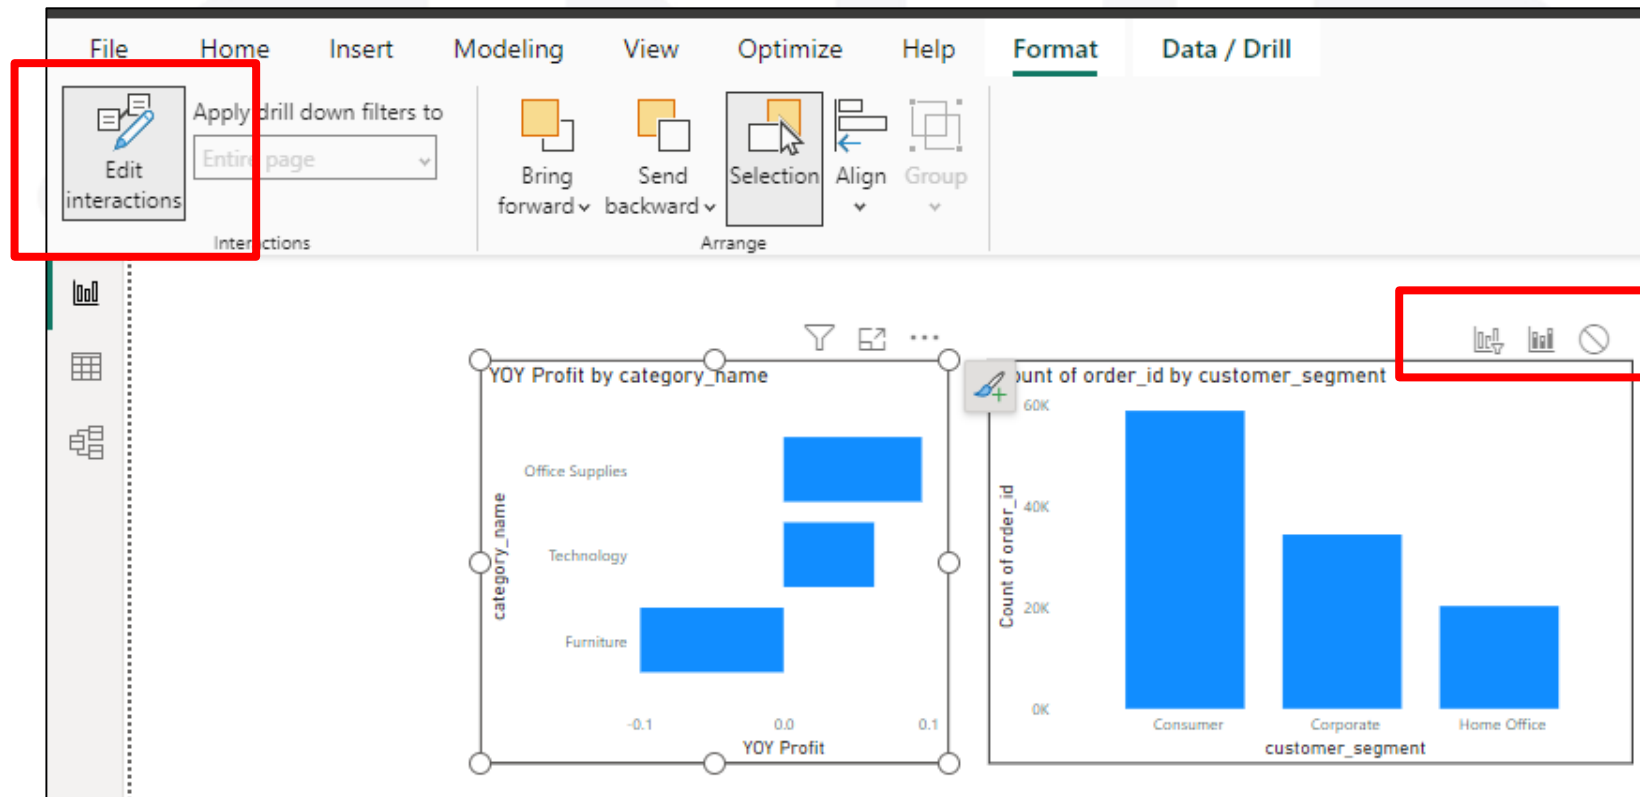 File Home Insert Modeling View Optimize Help Format Data / Drill
Edit
interactions
Apply drill down filters to
Entire page
Interactions
Bring
forward
Send
backward
Selection
Align
Group
Arrange
YOY Profit by category_name
category_name
Office Supplies
Technology
Furniture
-0.1 0.0 0.1
YOY Profit
ount of order_id by customer_segment
Count of order_id
60K
40K
20K
0K
Consumer Corporate Home Office
customer_segment